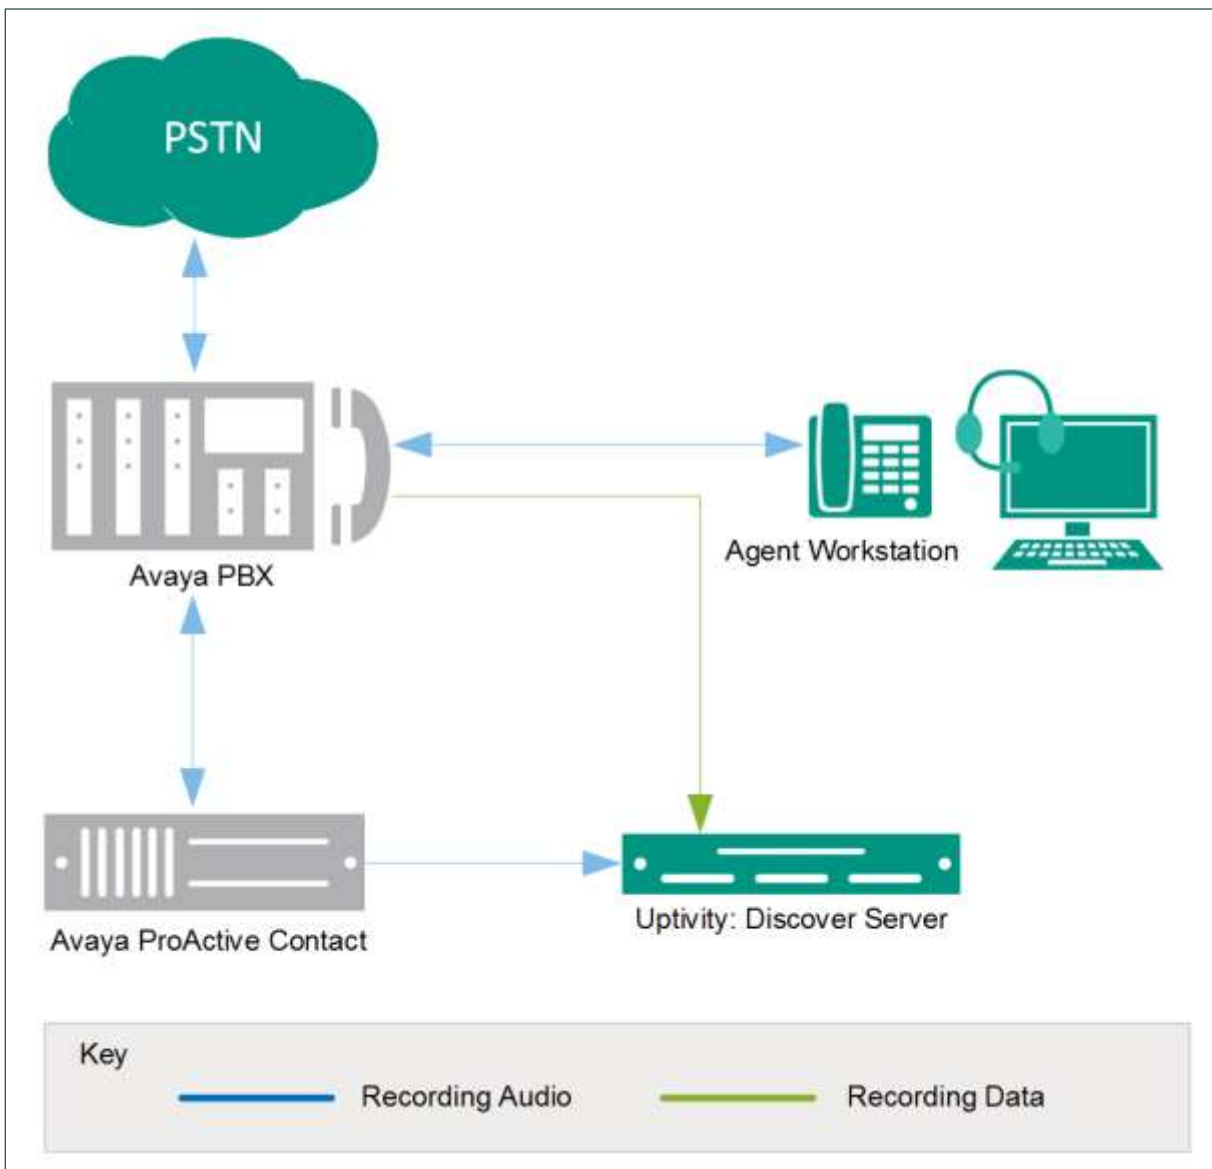 PSTN
Avaya PBX
Agent Workstation
Avaya ProActive Contact
Uptivity: Discover Server
Key
Recording Audio
Recording Data